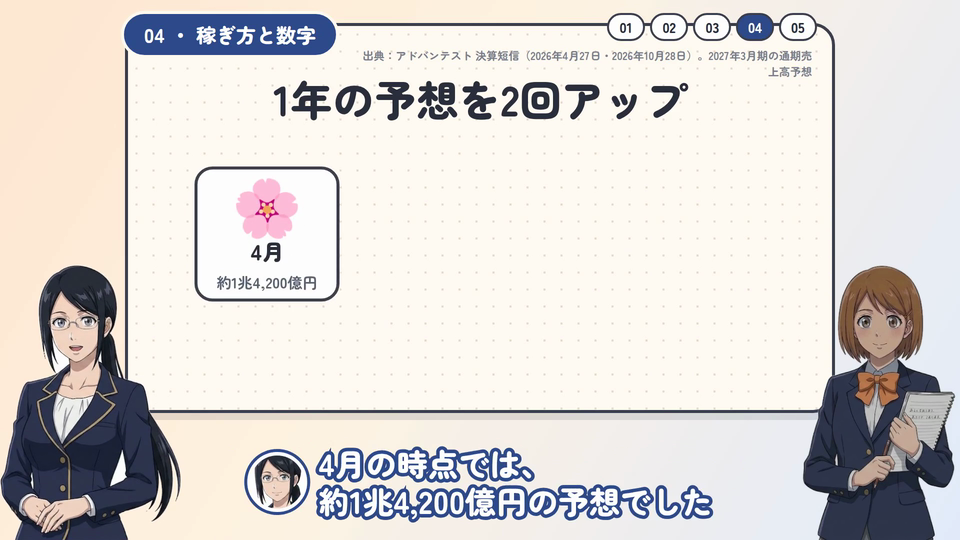 04 ・ 稼ぎ方と数字
01 02 03 04 05
出典：アドバンテスト 決算短信（2026年4月27日・2026年10月28日）。2027年3月期の通期売
上高予想
1年の予想を2回アップ
4月
約1兆4,200億円
4月の時点では、
約1兆4,200億円の予想でした